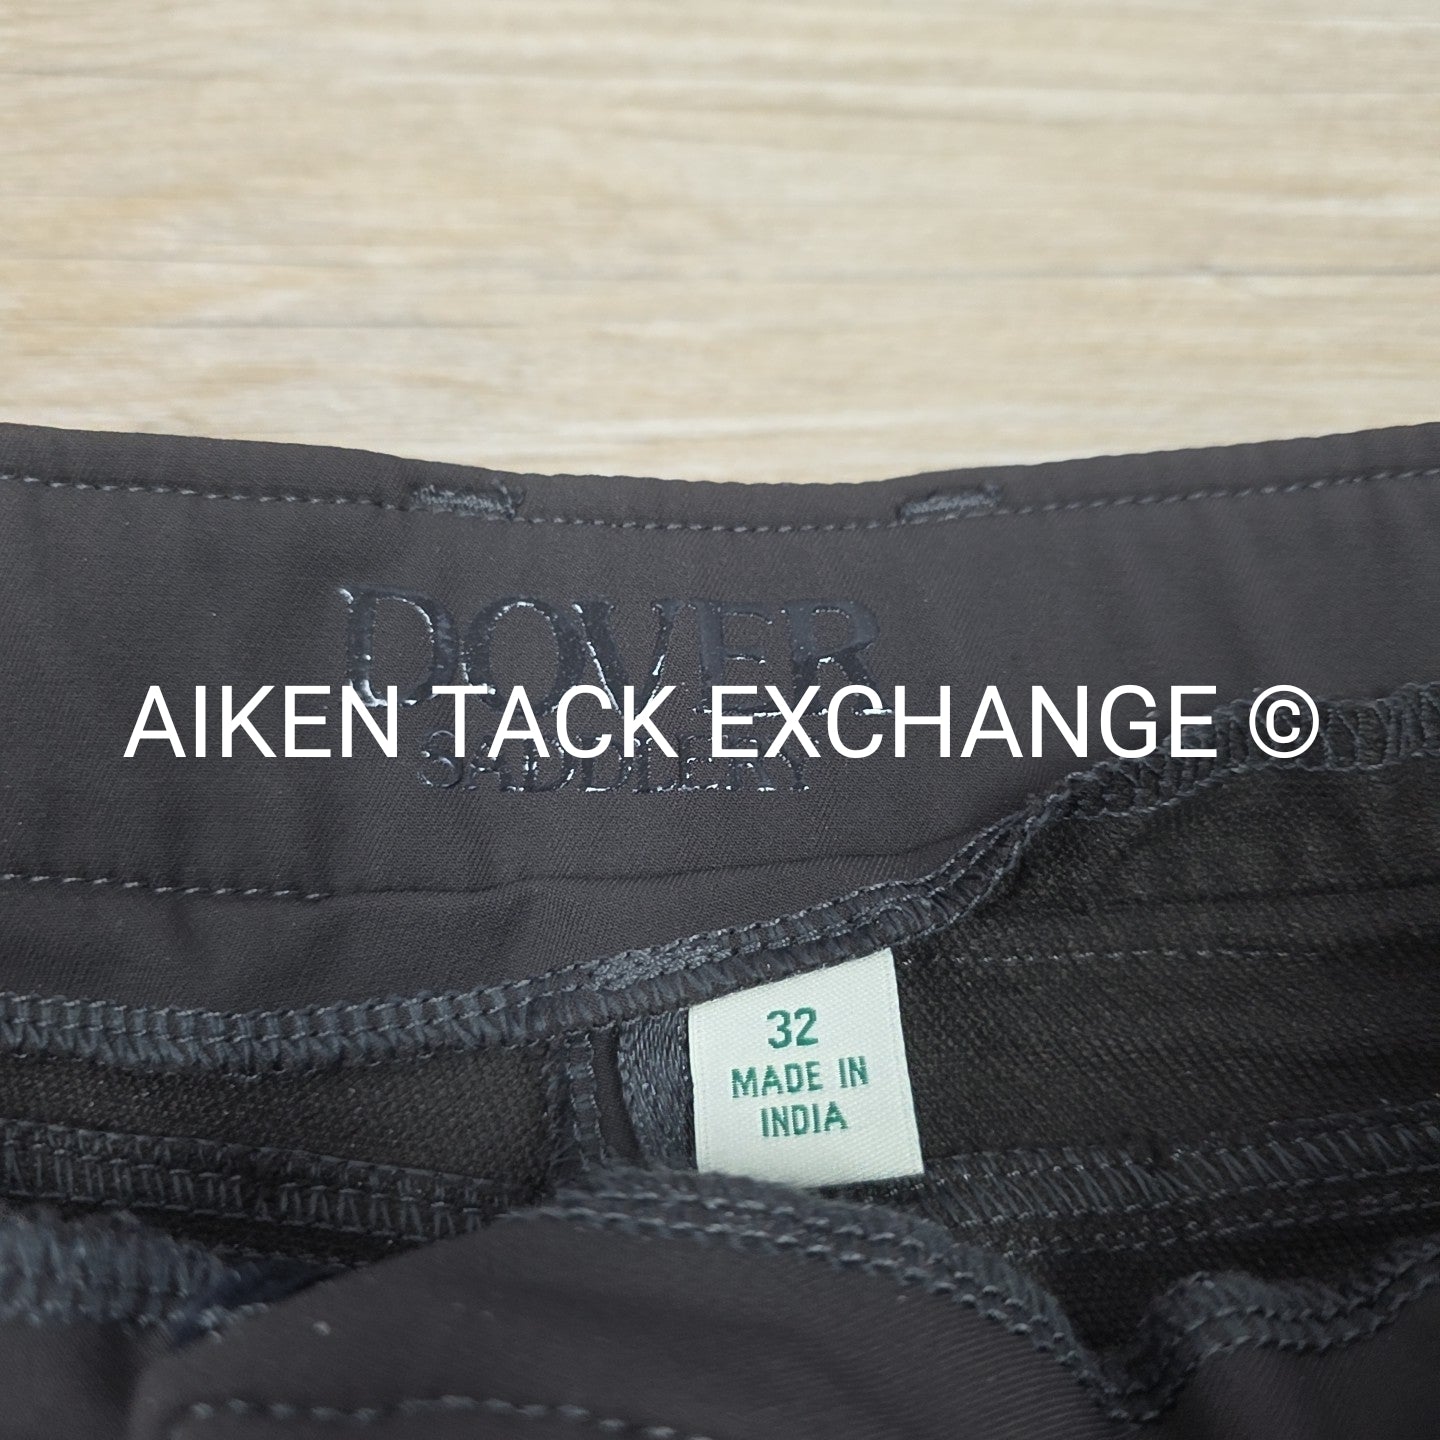 DOVER
AIKEN TACK EXCHANGE ©
SADDLERY
32
MADE IN
INDIA